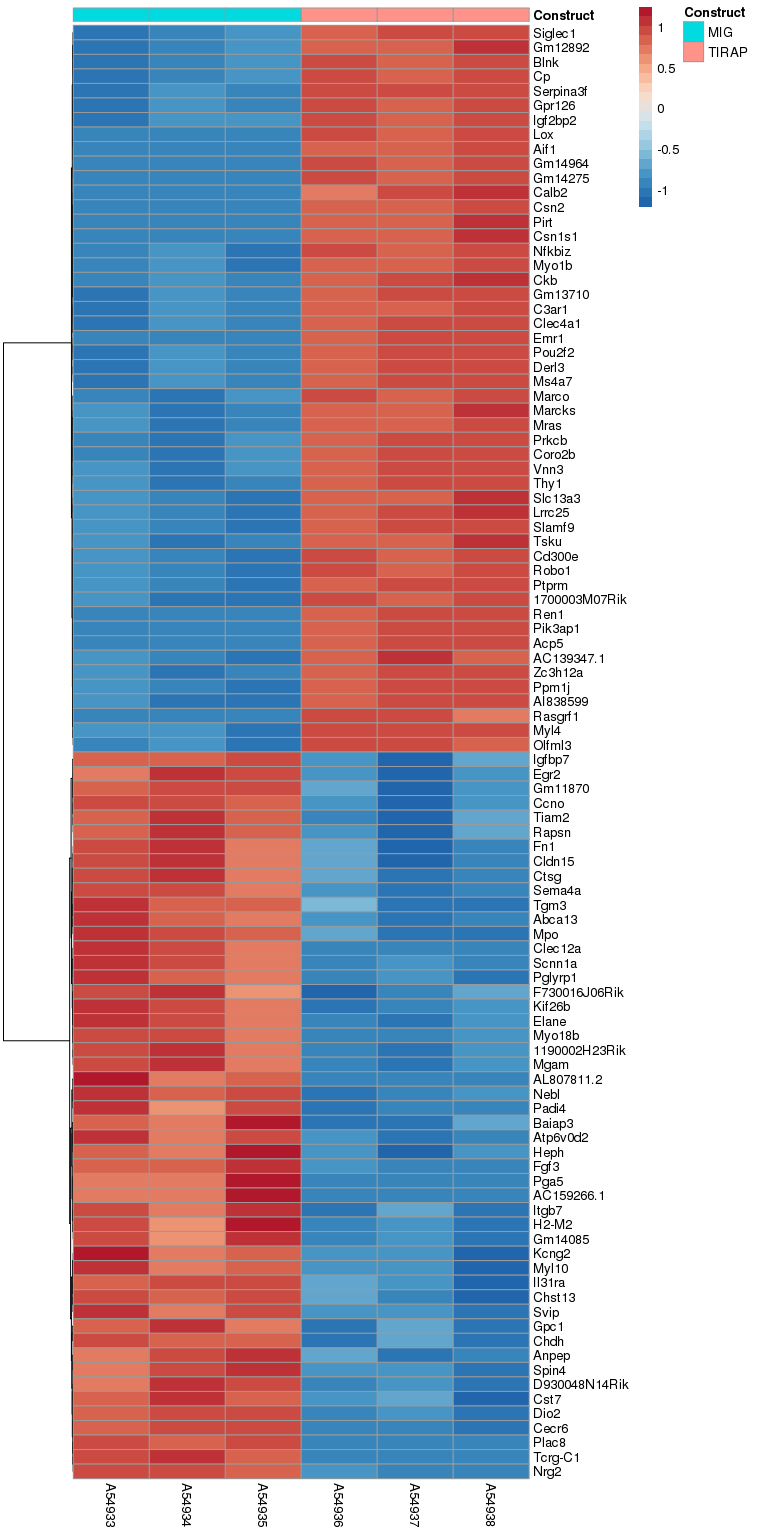 Construct
Siglec1
Gm12892
Blnk
Cp
Serpina3f
Gpr126
Igf2bp2
Lox
Aif1
Gm14964
Gm14275
Calb2
Csn2
Pirt
Csn1s1
Nfkbiz
Myo1b
Ckb
Gm13710
C3ar1
Clec4a1
Emr1
Pou2f2
Derl3
Ms4a7
Marco
Marcks
Mras
Prkcb
Coro2b
Vnn3
Thy1
Slc13a3
Lrrc25
Slamf9
Tsku
Cd300e
Robo1
Ptprm
1700003M07Rik
Ren1
Pik3ap1
Acp5
AC139347.1
Zc3h12a
Ppm1j
AI838599
Rasgrf1
Myl4
Olfml3
Igfbp7
Egr2
Gm11870
Ccno
Tiam2
Rapsn
Fn1
Cldn15
Ctsg
Sema4a
Tgm3
Abca13
Mpo
Clec12a
Scnn1a
Pglyrp1
F730016J06Rik
Kif26b
Elane
Myo18b
1190002H23Rik
Mgam
AL807811.2
Nebl
Padi4
Baiap3
Atp6v0d2
Heph
Fgf3
Pga5
AC159266.1
Itgb7
H2-M2
Gm14085
Kcng2
Myl10
Il31ra
Chst13
Svip
Gpc1
Chdh
Anpep
Spin4
D930048N14Rik
Cst7
Dio2
Cecr6
Plac8
Tcrg-C1
Nrg2
A54933
A54934
A54935
A54936
A54937
A54938
1
0.5
0
-0.5
-1
Construct
MIG
TIRAP